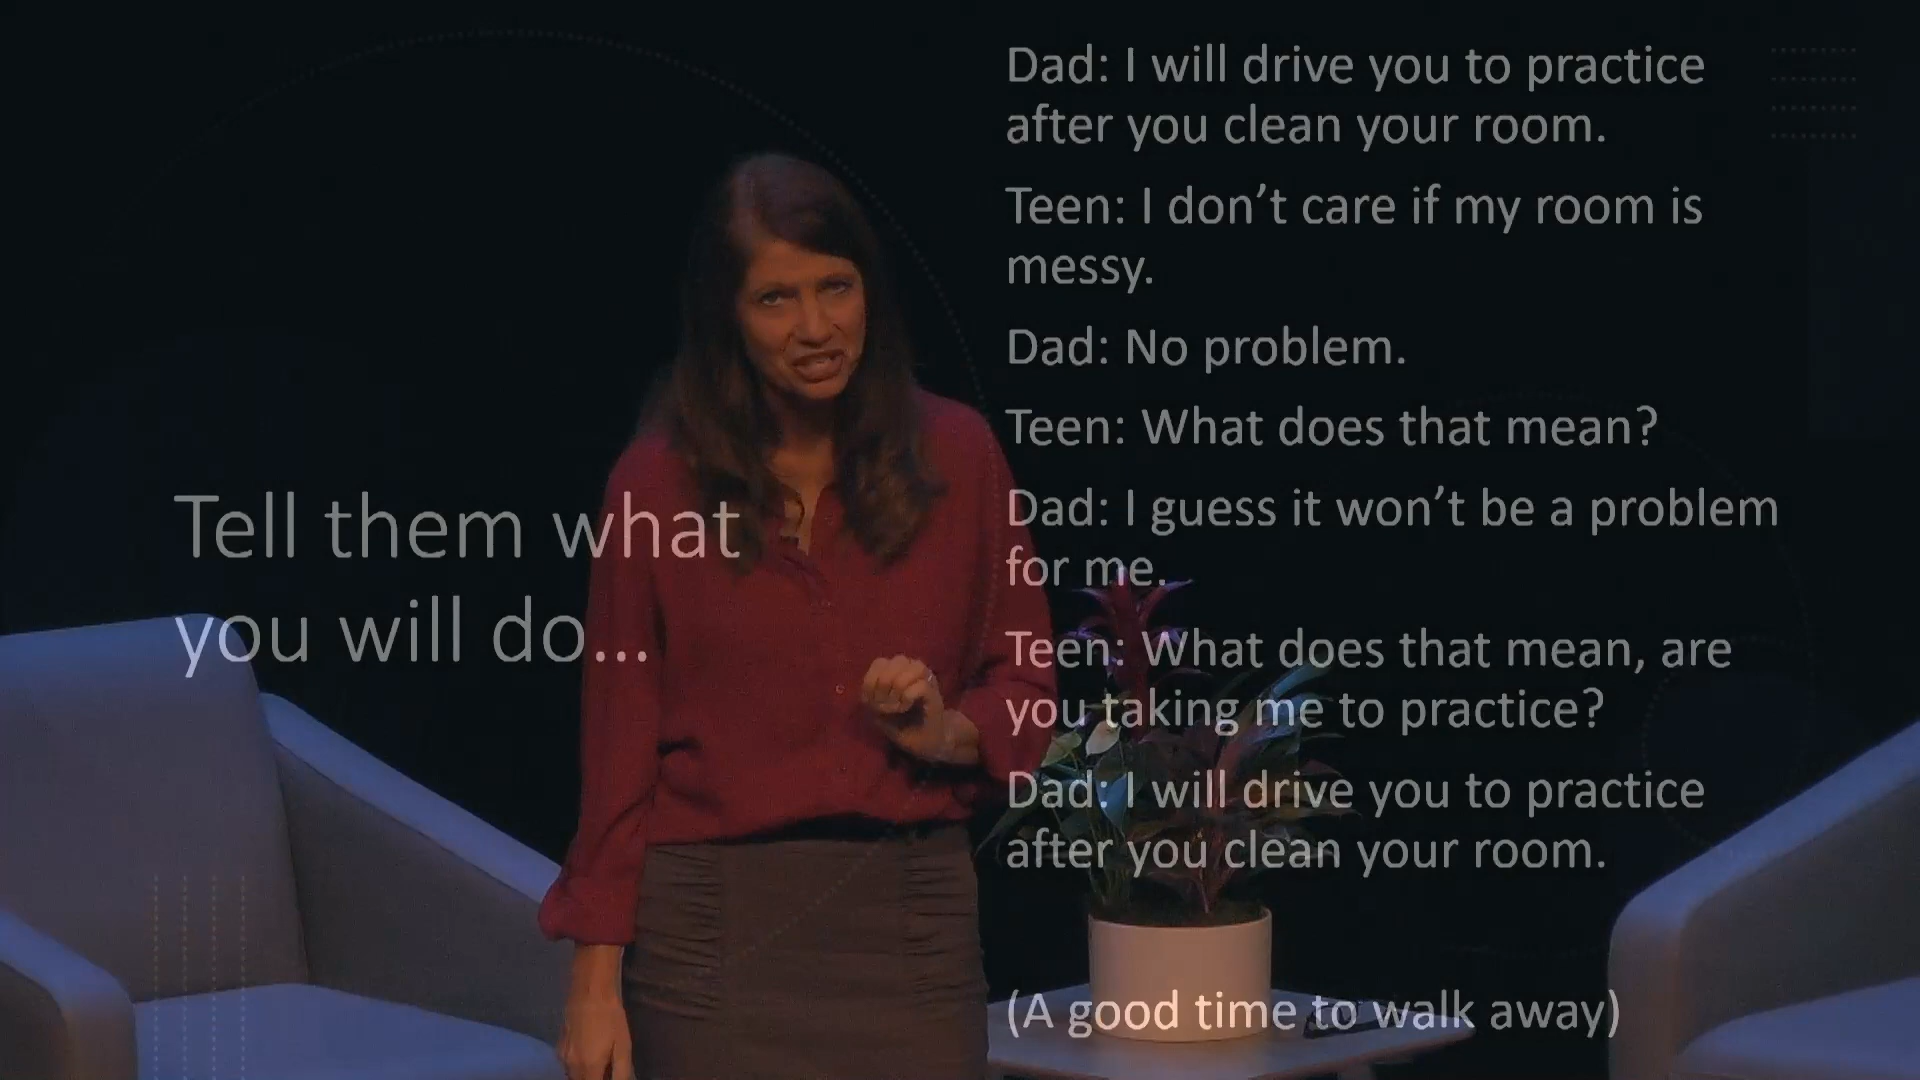 Tell them what
you will do...
Dad: I will drive you to practice
after you clean your room.
Teen: I don’t care if my room is
messy.
Dad: No problem.
Teen: What does that mean?
Dad: I guess it won’t be a problem
for me.
Teen: What does that mean, are
you taking me to practice?
Dad: I will drive you to practice
after you clean your room.
(A good time to walk away)